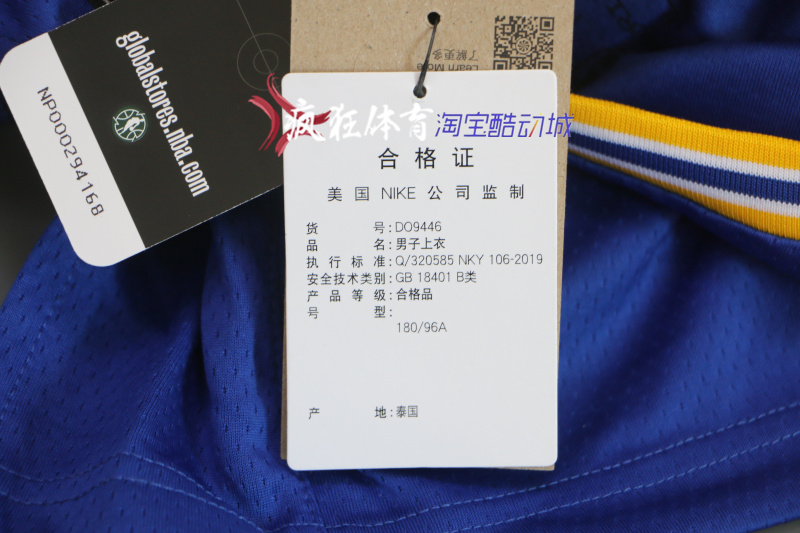 globalstores.nba.com
NP000294168
Learn More
了解更多
疯狂体育 淘宝酷动城
合格证
美国 NIKE 公司监制
货号:DO9446
品名:男子上衣
执行标准:Q/320585 NKY 106-2019
安全技术类别:GB 18401 B类
产品等级:合格品
号型:
180/96A
产地:泰国